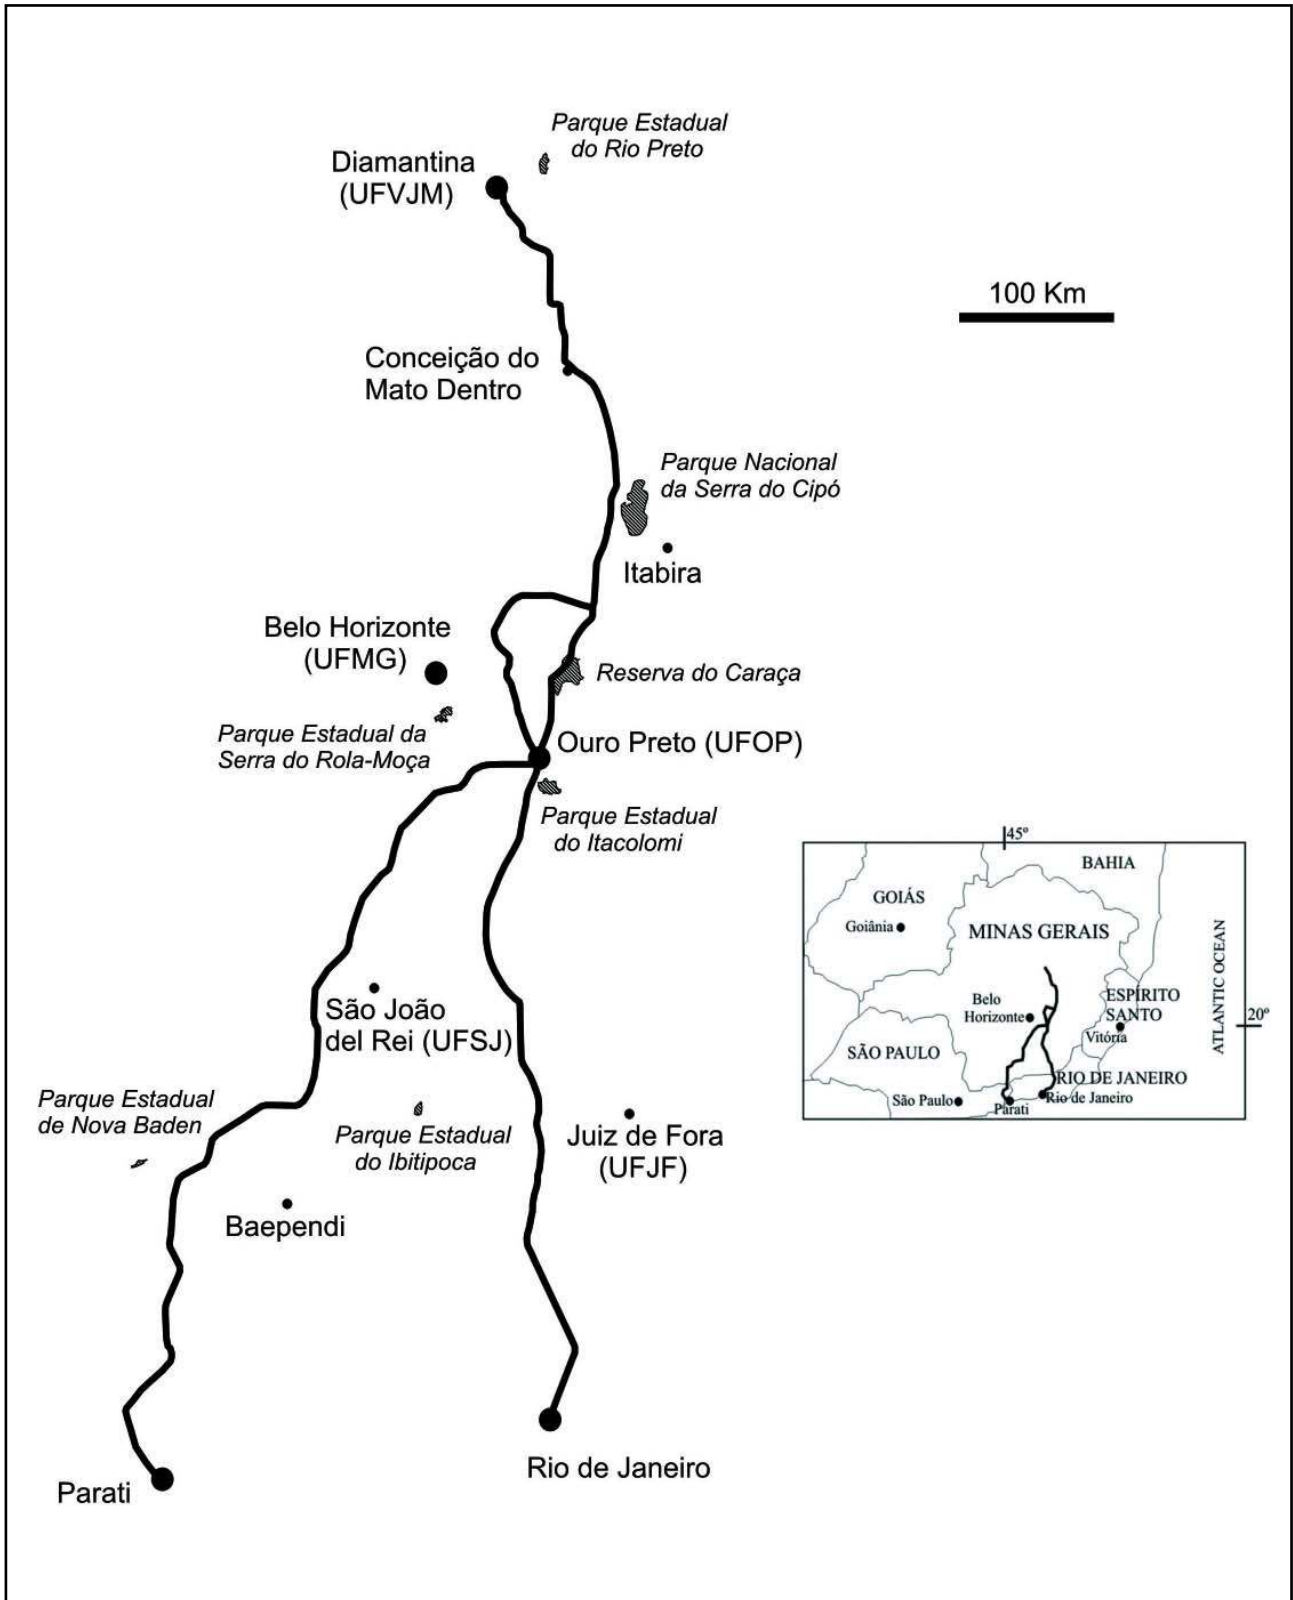 Parque Estadual
do Rio Preto
Diamantina
(UFVJM)
100 Km
Conceição do
Mato Dentro
Parque Nacional
da Serra do Cipó
Itabira
Belo Horizonte
(UFMG)
Reserva do Caraça
Parque Estadual da
Serra do Rola-Moça
Ouro Preto (UFOP)
Parque Estadual
do Itacolomi
45º
BAHIA
GOIÁS
Goiânia
MINAS GERAIS
ATLANTIC OCEAN
Belo
Horizonte
ESPÍRITO
SANTO
20º
Vitória
SÃO PAULO
RIO DE JANEIRO
São Paulo
Parati
Rio de Janeiro
São João
del Rei (UFSJ)
Parque Estadual
de Nova Baden
Parque Estadual
do Ibitipoca
Juiz de Fora
(UFJF)
Baependi
Rio de Janeiro
Parati